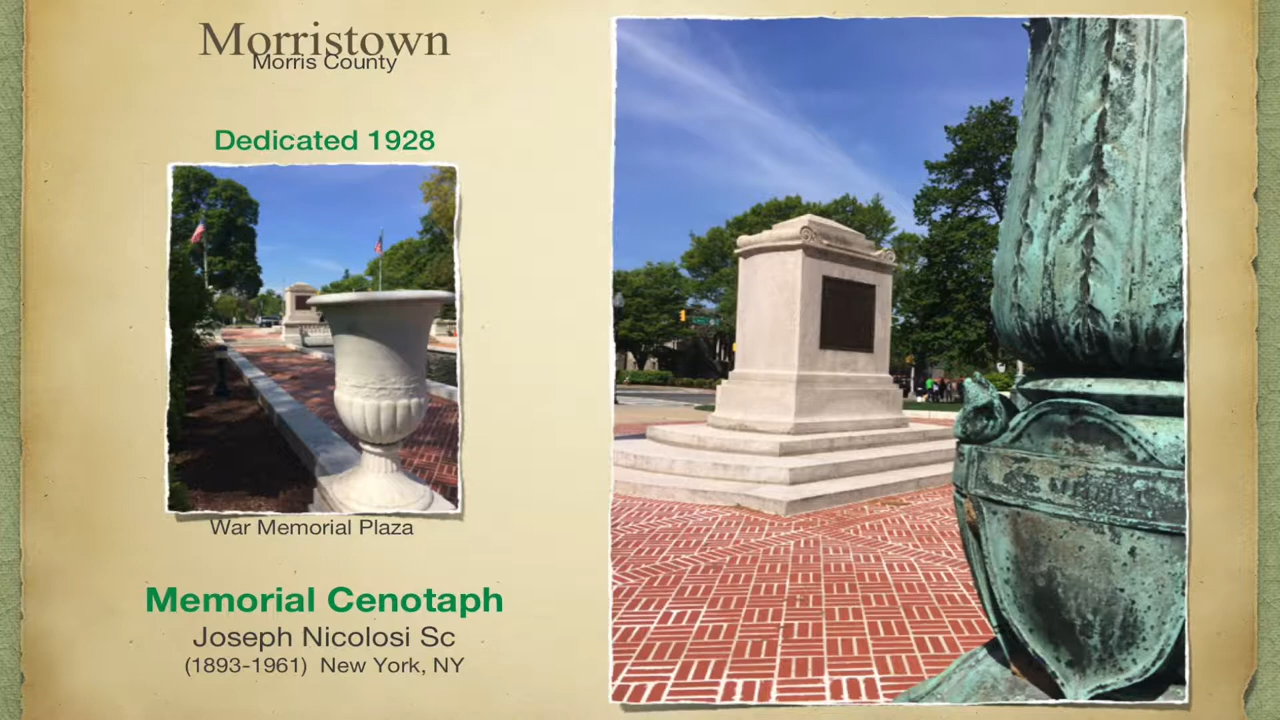 Morristown
Morris County
Dedicated 1928
War Memorial Plaza
Memorial Cenotaph
Joseph Nicolosi Sc
(1893-1961) New York, NY